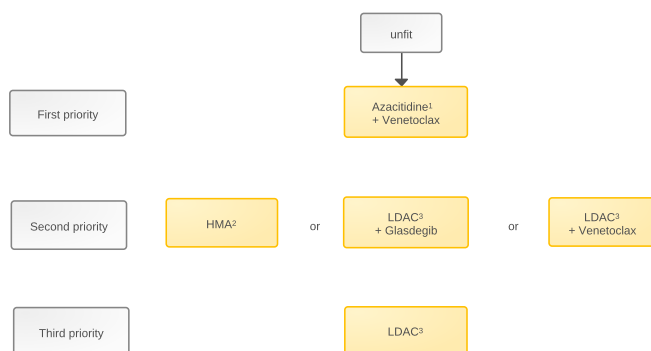 unfit
First priority
Azacitidine¹
+ Venetoclax
Second priority
HMA²
or
LDAC³
+ Glasdegib
or
LDAC³
+ Venetoclax
Third priority
LDAC³